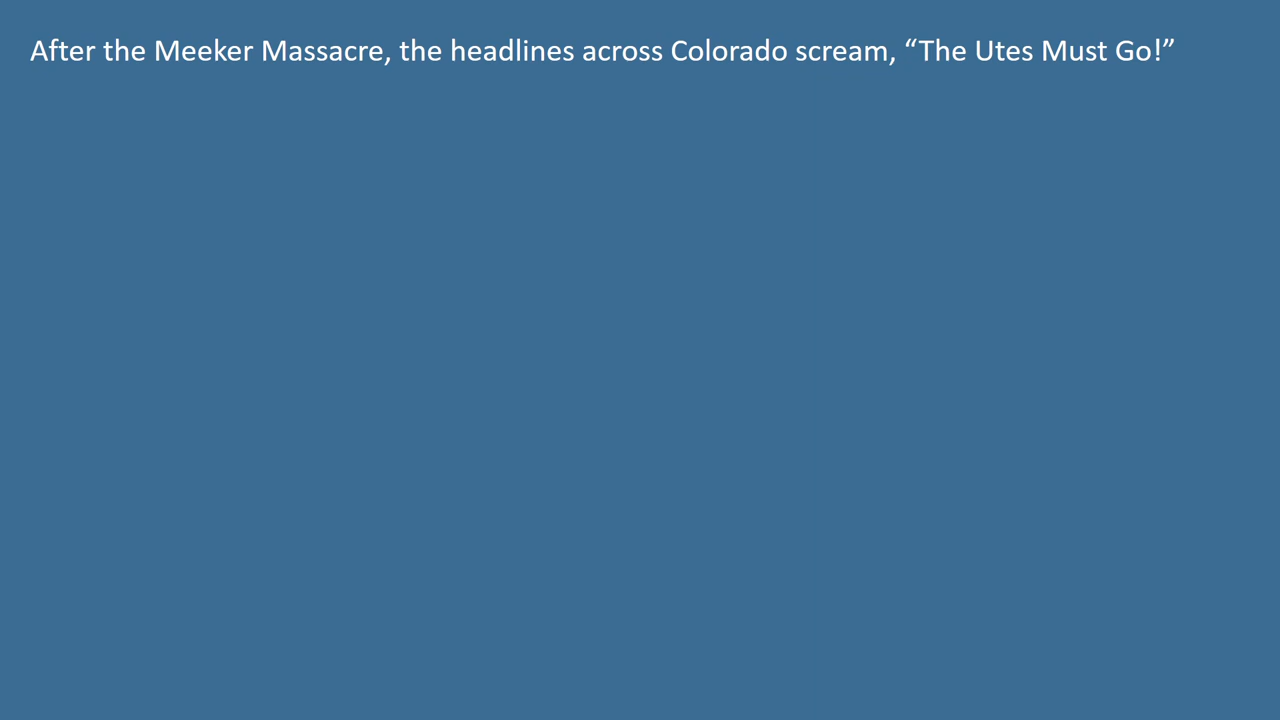 After the Meeker Massacre, the headlines across Colorado scream, “The Utes Must Go!”